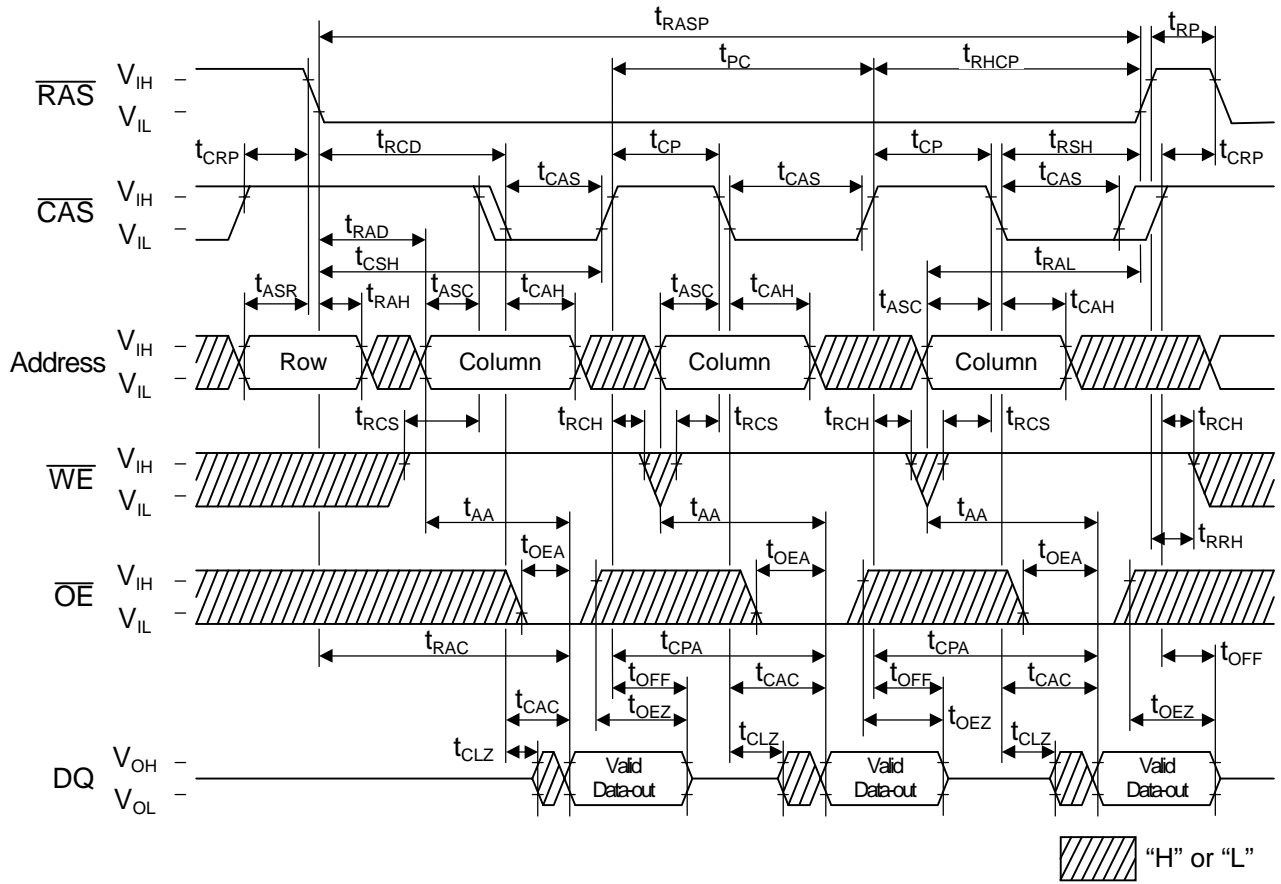 tRASP
tRP
tPC
tRHCP
RAS
VIH
VIL
tCRP
tRCD
tCP
tCP
tRSH
tCRP
tCAS
tCAS
tCAS
CAS
VIH
VIL
tRAD
tCSH
tRAL
tASR
tRAH
tASC
tCAH
tASC
tCAH
tASC
tCAH
Address
VIH
VIL
Row
Column
Column
Column
tRCS
tRCH
tRCS
tRCH
tRCS
tRCH
WE
VIH
VIL
tAA
tAA
tAA
tRRH
tOEA
tOEA
tOEA
OE
VIH
VIL
tRAC
tCPA
tCPA
tOFF
tCAC
tOFF
tCAC
tOFF
tCAC
tOEZ
tOEZ
tOEZ
tCLZ
tCLZ
tCLZ
DQ
VOH
VOL
Valid
Data-out
Valid
Data-out
Valid
Data-out
“H” or “L”